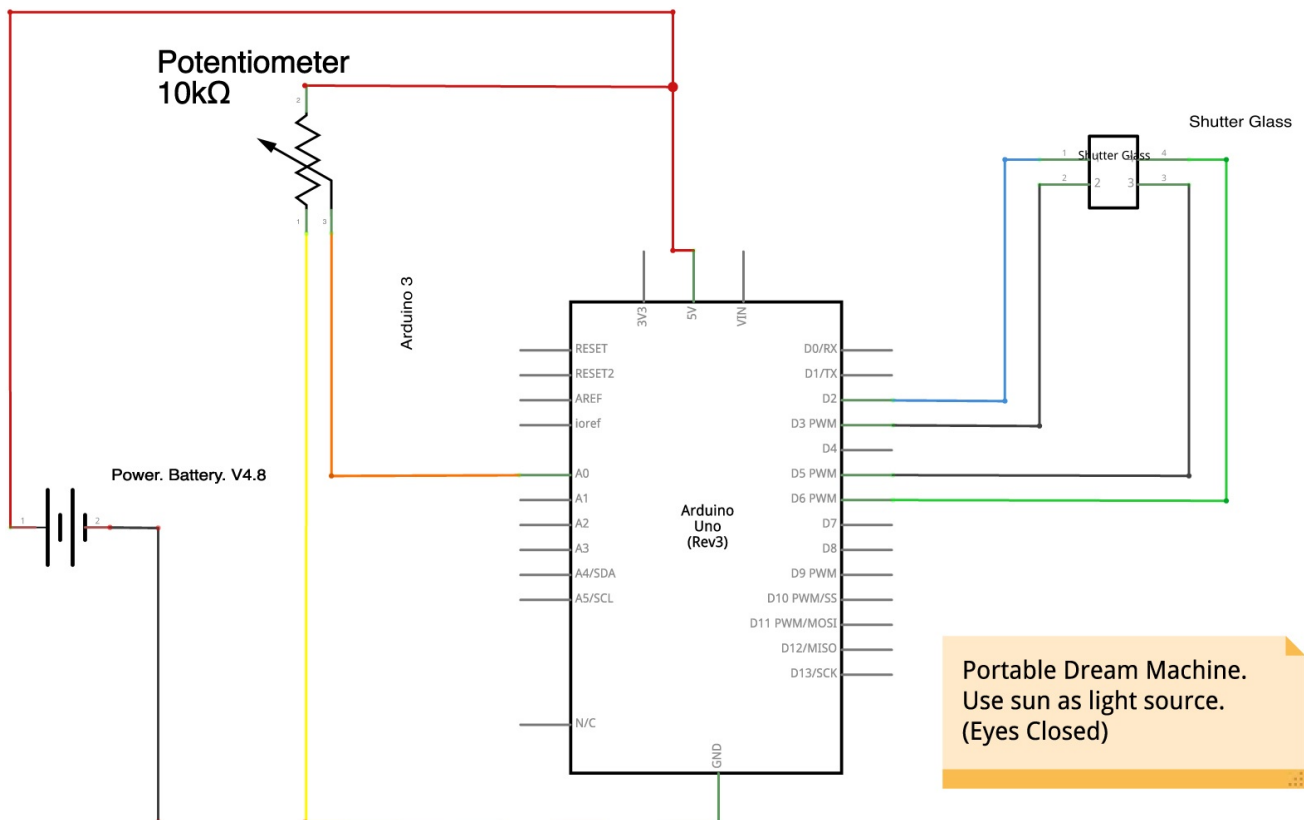 Potentiometer
10kΩ
2
1
3
Arduino 3
Power. Battery. V4.8
1
2
3V3
5V
VIN
RESET
RESET2
AREF
ioref
A0
A1
A2
A3
A4/SDA
A5/SCL
N/C
Arduino
Uno
(Rev3)
D0/RX
D1/TX
D2
D3 PWM
D4
D5 PWM
D6 PWM
D7
D8
D9 PWM
D10 PWM/SS
D11 PWM/MOSI
D12/MISO
D13/SCK
GND
Shutter Glass
1
Shutter Glass
4
2
2
3
3
Portable Dream Machine.
Use sun as light source.
(Eyes Closed)